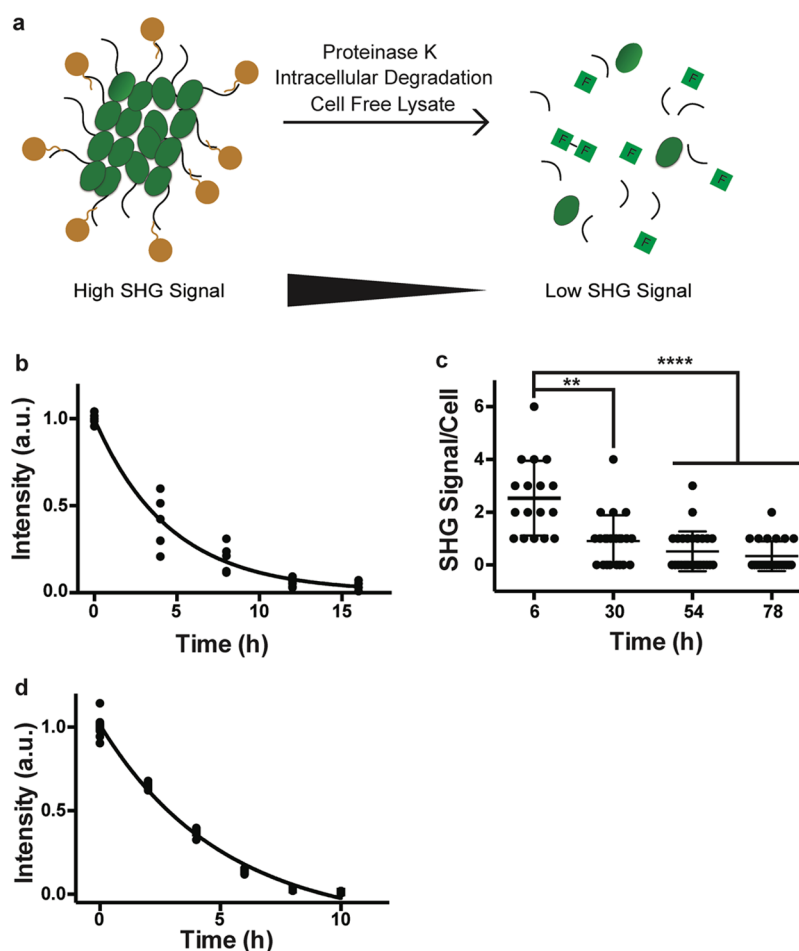 a
Proteinase K
Intracellular Degradation
Cell Free Lysate
F
F
F
F
F
F
F
High SHG Signal
Low SHG Signal
b
Intensity (a.u.)
1.0
0.5
0.0
0
5
10
15
Time (h)
c
SHG Signal/Cell
6
4
2
0
**
****
6
30
54
78
Time (h)
d
Intensity (a.u.)
1.0
0.5
0.0
0
5
10
Time (h)